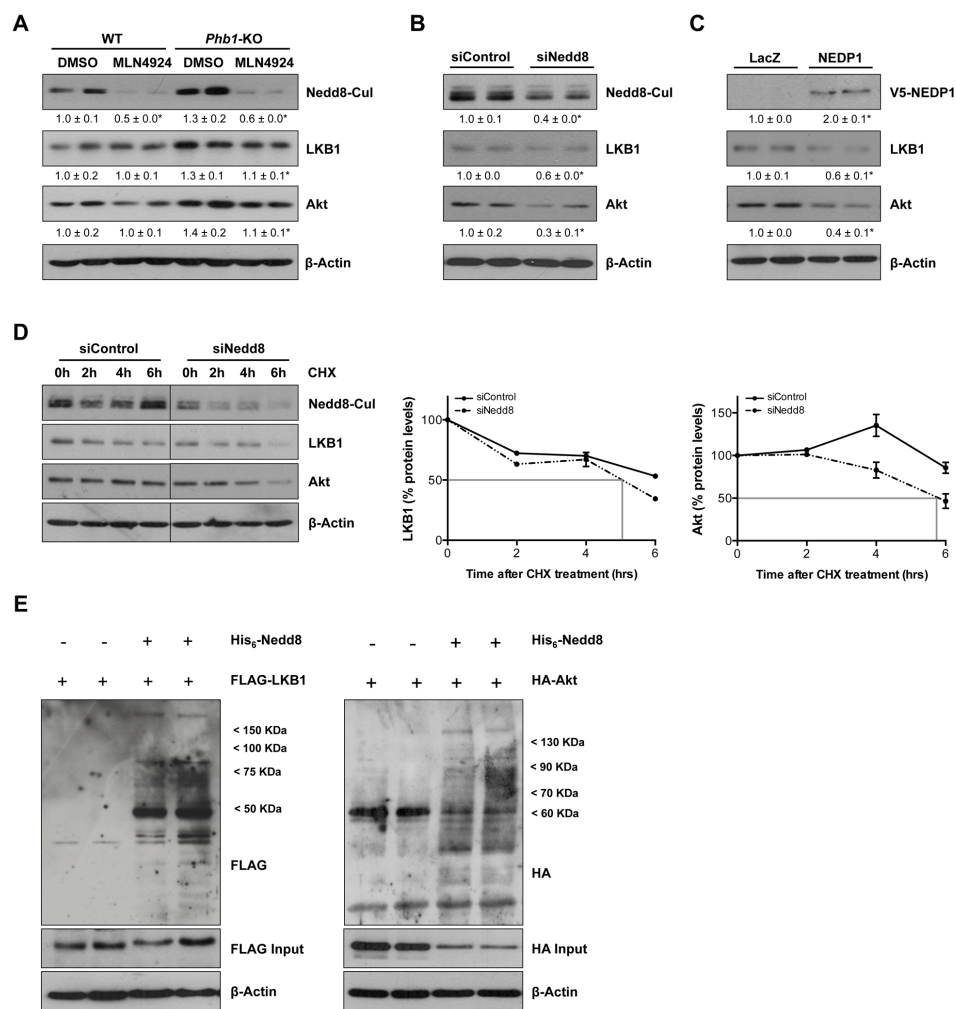 A
WT Phb1-KO
DMSO MLN4924 DMSO MLN4924
Nedd8-Cul
1.0 ± 0.1 0.5 ± 0.0* 1.3 ± 0.2 0.6 ± 0.0*
LKB1
1.0 ± 0.2 1.0 ± 0.1 1.3 ± 0.1 1.1 ± 0.1*
Akt
1.0 ± 0.2 1.0 ± 0.1 1.4 ± 0.2 1.1 ± 0.1*
β-Actin
B
siControl siNedd8
Nedd8-Cul
1.0 ± 0.1 0.4 ± 0.0*
LKB1
1.0 ± 0.0 0.6 ± 0.0*
Akt
1.0 ± 0.2 0.3 ± 0.1*
β-Actin
C
LacZ NEDP1
V5-NEDP1
1.0 ± 0.0 2.0 ± 0.1*
LKB1
1.0 ± 0.1 0.6 ± 0.1*
Akt
1.0 ± 0.0 0.4 ± 0.1*
β-Actin
D
siControl siNedd8
0h 2h 4h 6h 0h 2h 4h 6h CHX
Nedd8-Cul
LKB1
Akt
β-Actin
siControl
siNedd8
LKB1 (% protein levels)
100
50
0
0 2 4 6
Time after CHX treatment (hrs)
siControl
siNedd8
Akt (% protein levels)
150
100
50
0
0 2 4 6
Time after CHX treatment (hrs)
E
- - + + His6-Nedd8
+ + + + FLAG-LKB1
< 150 KDa
< 100 KDa
< 75 KDa
< 50 KDa
FLAG
FLAG Input
β-Actin
- - + + His6-Nedd8
+ + + + HA-Akt
< 130 KDa
< 90 KDa
< 70 KDa
< 60 KDa
HA
HA Input
β-Actin